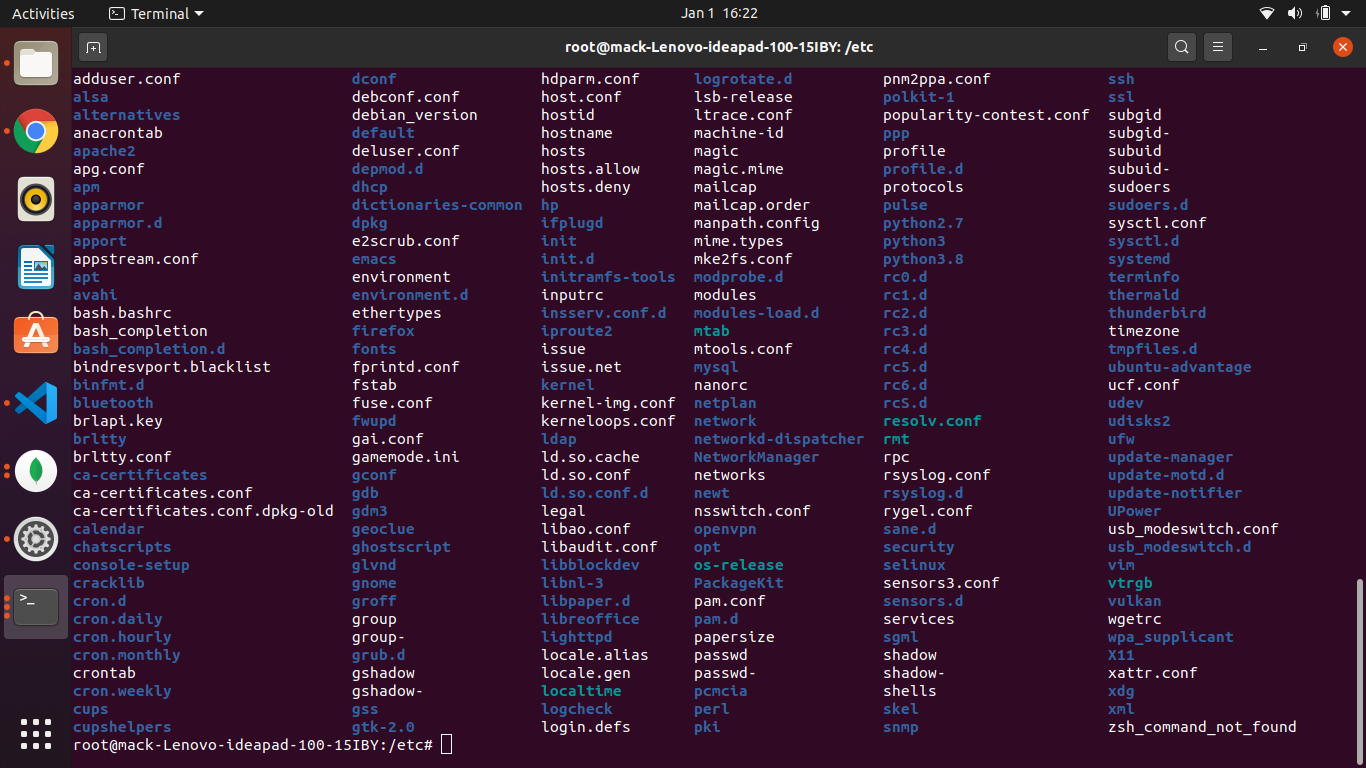 Activities Terminal Jan 1 16:22
root@mack-Lenovo-ideapad-100-15IBY: /etc
adduser.conf dconf hdparm.conf logrotate.d pnm2ppa.conf ssh
alsa debconf.conf host.conf lsb-release polkit-1 ssl
alternatives debian_version hostid ltrace.conf popularity-contest.conf subgid
anacrontab default hostname machine-id ppp subgid-
apache2 deluser.conf hosts magic profile subuid
apg.conf depmod.d hosts.allow magic.mime profile.d subuid-
apm dhcp hosts.deny mailcap protocols sudoers
apparmor dictionaries-common hp mailcap.order pulse sudoers.d
apparmor.d dpkg ifplugd manpath.config python2.7 sysctl.conf
apport e2scrub.conf init mime.types python3 sysctl.d
appstream.conf emacs init.d mke2fs.conf python3.8 systemd
apt environment initramfs-tools modprobe.d rc0.d terminfo
avahi environment.d inputrc modules rc1.d thermald
bash.bashrc ethertypes insserv.conf.d modules-load.d rc2.d thunderbird
bash_completion firefox iproute2 mtab rc3.d timezone
bash_completion.d fonts issue mtools.conf rc4.d tmpfiles.d
bindresvport.blacklist fprintd.conf issue.net mysql rc5.d ubuntu-advantage
binfmt.d fstab kernel nanorc rc6.d ucf.conf
bluetooth fuse.conf kernel-img.conf netplan rcS.d udev
brlapi.key fwupd kerneloops.conf network resolv.conf udisks2
brltty gai.conf ldap networkd-dispatcher rmt ufw
brltty.conf gamemode.ini ld.so.cache NetworkManager rpc update-manager
ca-certificates gconf ld.so.conf networks rsyslog.conf update-motd.d
ca-certificates.conf gdb ld.so.conf.d newt rsyslog.d update-notifier
ca-certificates.conf.dpkg-old gdm3 legal nsswitch.conf rygel.conf UPower
calendar geoclue libao.conf openvpn sane.d usb_modeswitch.conf
chatscripts ghostscript libaudit.conf opt security usb_modeswitch.d
console-setup glvnd libblockdev os-release selinux vim
cracklib gnome libnl-3 PackageKit sensors3.conf vtrgb
cron.d groff libpaper.d pam.conf sensors.d vulkan
cron.daily group libreoffice pam.d services wgetrc
cron.hourly group- lighttpd papersize sgml wpa_supplicant
cron.monthly grub.d locale.alias passwd shadow X11
crontab gshadow locale.gen passwd- shadow- xattr.conf
cron.weekly gshadow- localtime pcmcia shells xdg
cups gss logcheck perl skel xml
cupshelpers gtk-2.0 login.defs pki snmp zsh_command_not_found
root@mack-Lenovo-ideapad-100-15IBY:/etc#